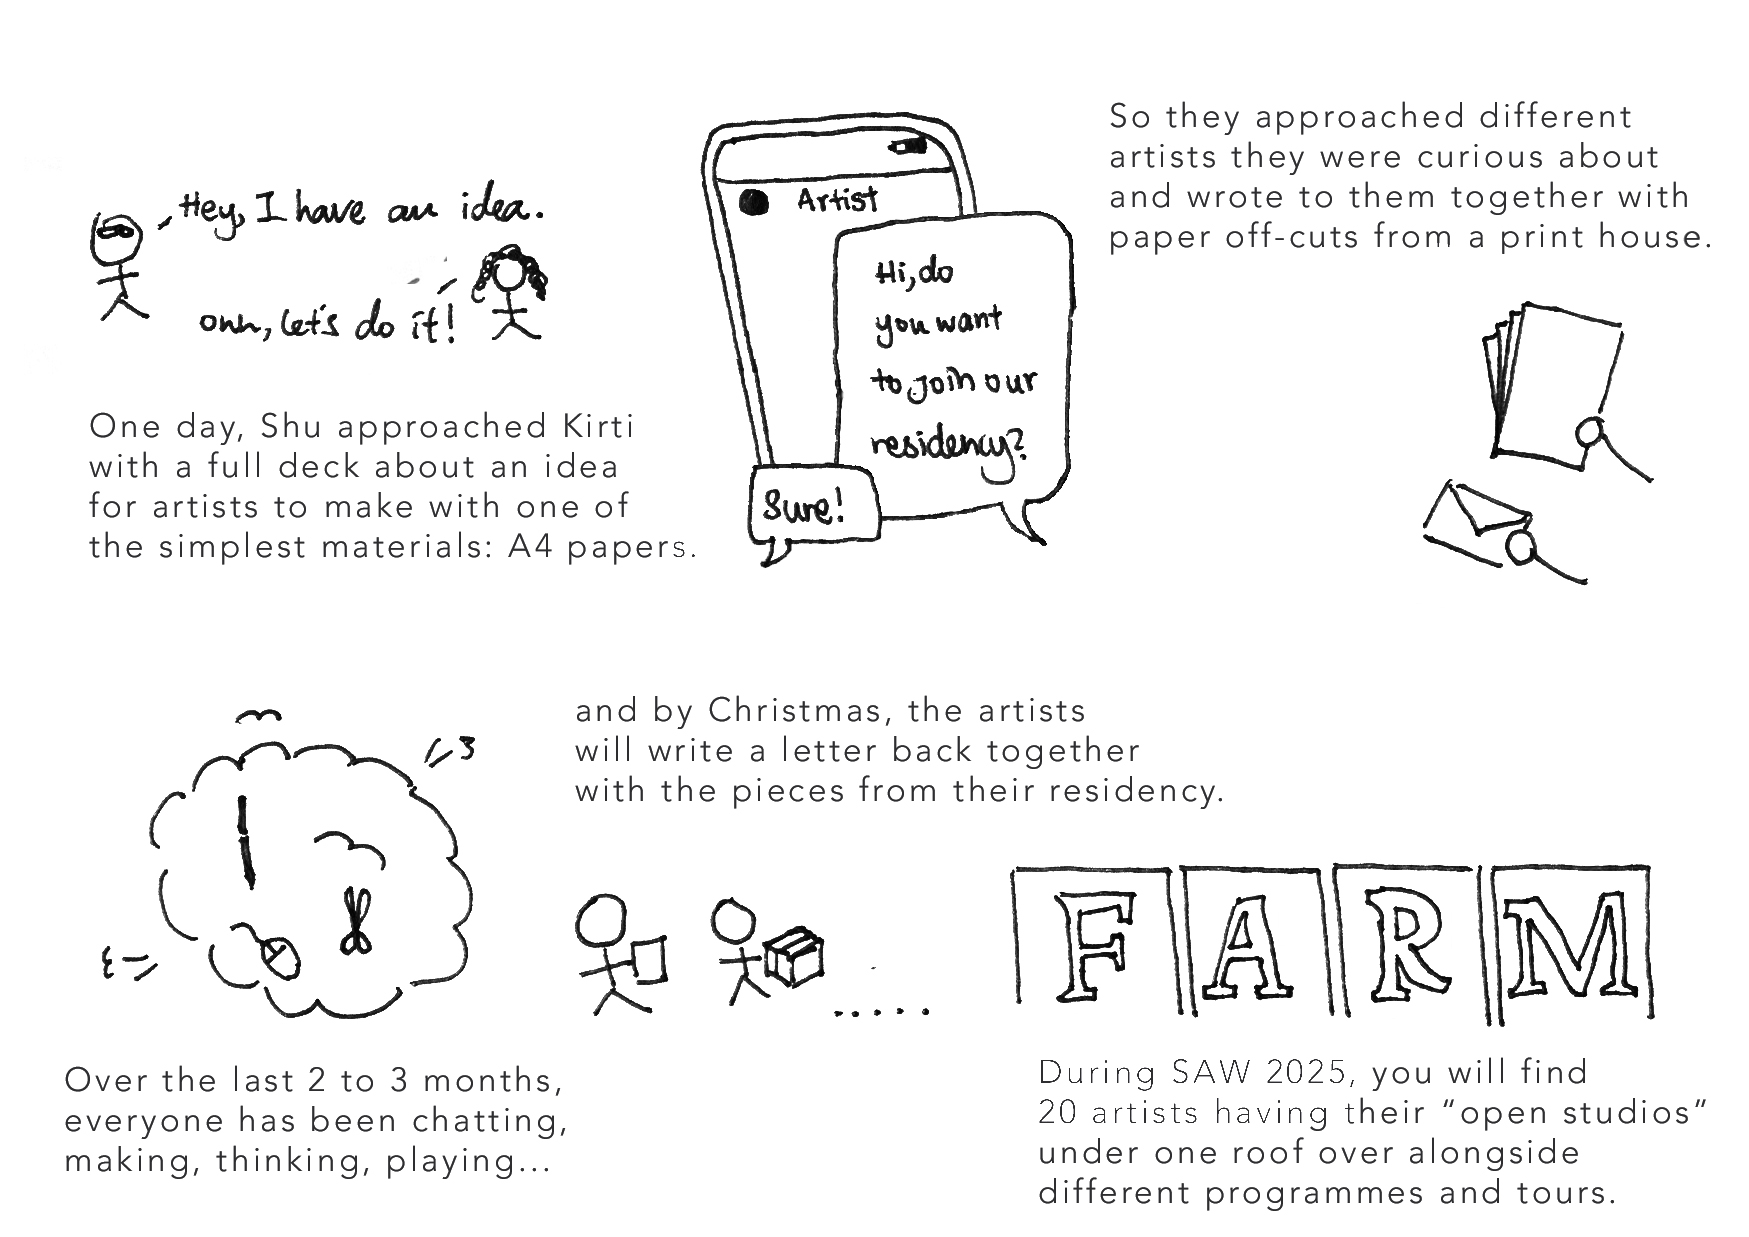 Hey, I have an idea.
ohh, let's do it!
One day, Shu approached Kirti
with a full deck about an idea
for artists to make with one of
the simplest materials: A4 papers.
Artist
Hi, do
you want
to join our
residency?
Sure!
So they approached different
artists they were curious about
and wrote to them together with
paper off-cuts from a print house.
Over the last 2 to 3 months,
everyone has been chatting,
making, thinking, playing...
and by Christmas, the artists
will write a letter back together
with the pieces from their residency.
.....
FARM
During SAW 2025, you will find
20 artists having their “open studios”
under one roof over alongside
different programmes and tours.